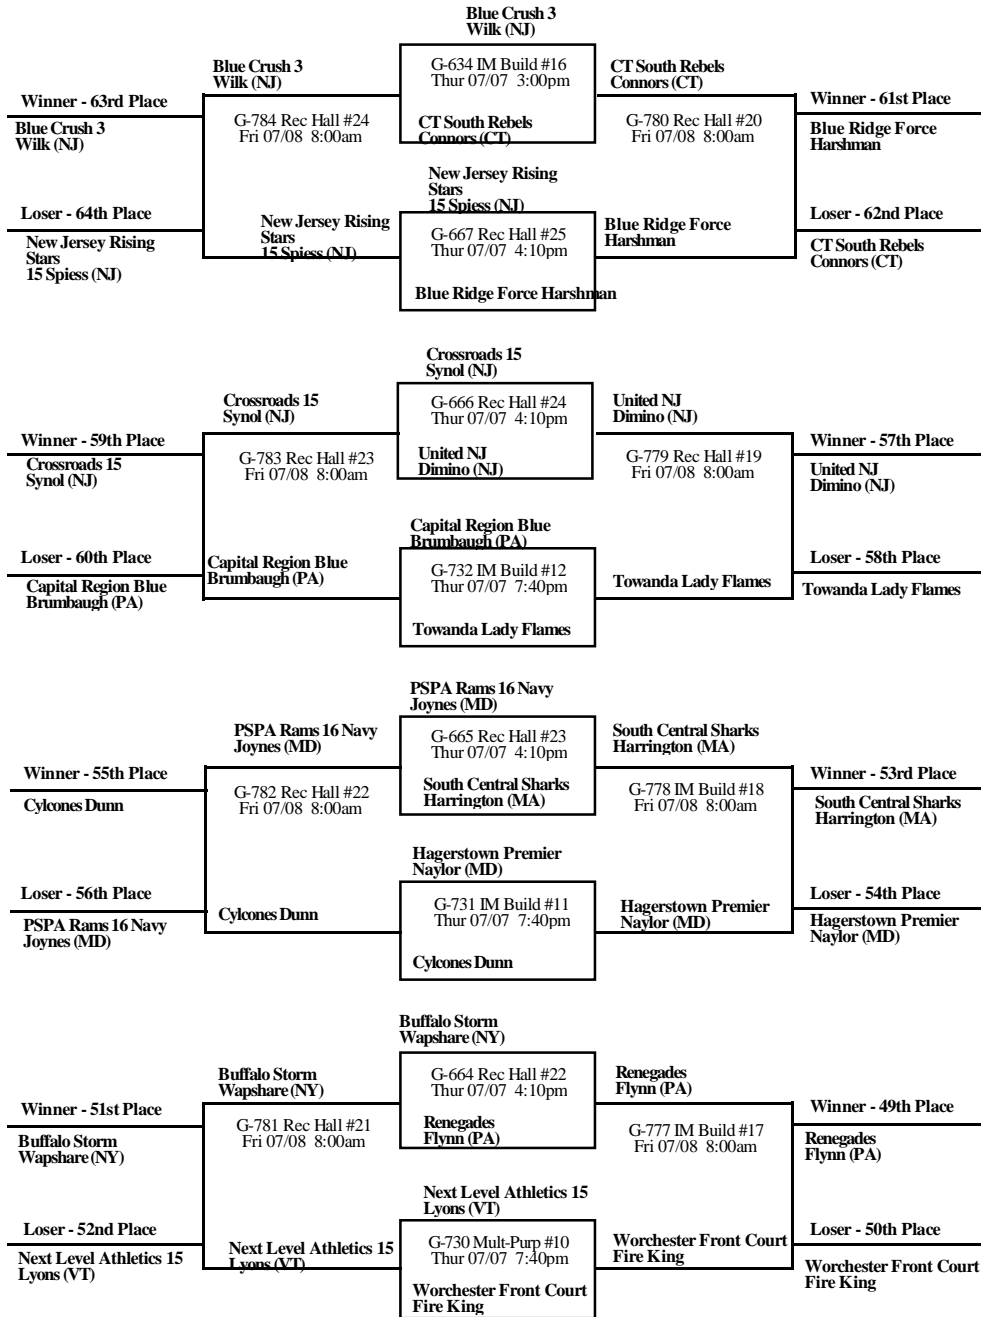 Blue Crush 3
Wilk (NJ)
Blue Crush 3
Wilk (NJ)
G-634 IM Build #16
Thur 07/07  3:00pm
CT South Rebels
Connors (CT)
Winner - 63rd Place
Winner - 61st Place
Blue Crush 3
Wilk (NJ)
G-784 Rec Hall #24
Fri 07/08  8:00am
CT South Rebels
Connors (CT)
G-780 Rec Hall #20
Fri 07/08  8:00am
Blue Ridge Force
Harshman
New Jersey Rising
Stars
15 Spiess (NJ)
Loser - 64th Place
Loser - 62nd Place
New Jersey Rising
Stars
15 Spiess (NJ)
New Jersey Rising
Stars
15 Spiess (NJ)
G-667 Rec Hall #25
Thur 07/07  4:10pm
Blue Ridge Force
Harshman
CT South Rebels
Connors (CT)
Blue Ridge Force Harshman
Crossroads 15
Synol (NJ)
Crossroads 15
Synol (NJ)
G-666 Rec Hall #24
Thur 07/07  4:10pm
United NJ
Dimino (NJ)
Winner - 59th Place
Winner - 57th Place
Crossroads 15
Synol (NJ)
G-783 Rec Hall #23
Fri 07/08  8:00am
United NJ
Dimino (NJ)
G-779 Rec Hall #19
Fri 07/08  8:00am
United NJ
Dimino (NJ)
Capital Region Blue
Brumbaugh (PA)
Loser - 60th Place
Loser - 58th Place
Capital Region Blue
Brumbaugh (PA)
Capital Region Blue
Brumbaugh (PA)
G-732 IM Build #12
Thur 07/07  7:40pm
Towanda Lady Flames
Towanda Lady Flames
Towanda Lady Flames
PSPA Rams 16 Navy
Joynes (MD)
PSPA Rams 16 Navy
Joynes (MD)
G-665 Rec Hall #23
Thur 07/07  4:10pm
South Central Sharks
Harrington (MA)
Winner - 55th Place
Winner - 53rd Place
Cylcones Dunn
G-782 Rec Hall #22
Fri 07/08  8:00am
South Central Sharks
Harrington (MA)
G-778 IM Build #18
Fri 07/08  8:00am
South Central Sharks
Harrington (MA)
Hagerstown Premier
Naylor (MD)
Loser - 56th Place
Loser - 54th Place
PSPA Rams 16 Navy
Joynes (MD)
Cylcones Dunn
G-731 IM Build #11
Thur 07/07  7:40pm
Hagerstown Premier
Naylor (MD)
Hagerstown Premier
Naylor (MD)
Cylcones Dunn
Buffalo Storm
Wapshare (NY)
Buffalo Storm
Wapshare (NY)
G-664 Rec Hall #22
Thur 07/07  4:10pm
Renegades
Flynn (PA)
Winner - 51st Place
Winner - 49th Place
Buffalo Storm
Wapshare (NY)
G-781 Rec Hall #21
Fri 07/08  8:00am
Renegades
Flynn (PA)
G-777 IM Build #17
Fri 07/08  8:00am
Renegades
Flynn (PA)
Next Level Athletics 15
Lyons (VT)
Loser - 52nd Place
Loser - 50th Place
Next Level Athletics 15
Lyons (VT)
Next Level Athletics 15
Lyons (VT)
G-730 Mult-Purp #10
Thur 07/07  7:40pm
Worchester Front Court
Fire King
Worchester Front Court
Fire King
Worchester Front Court
Fire King